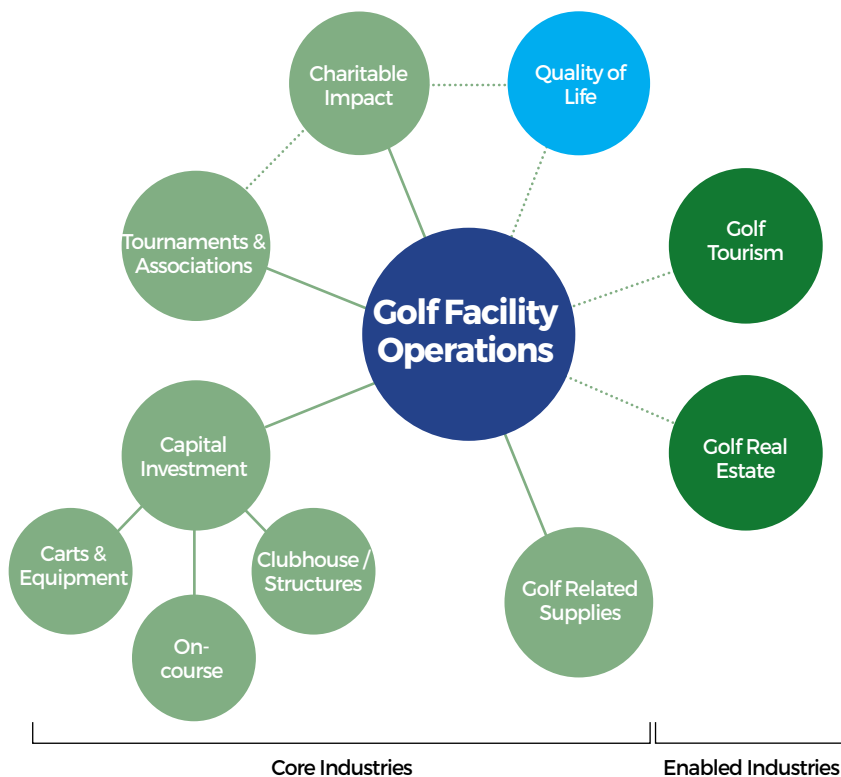 Charitable
Impact
Quality of
Life
Tournaments &
Associations
Golf
Tourism
Golf Facility
Operations
Capital
Investment
Golf Real
Estate
Carts &
Equipment
Clubhouse /
Structures
On-
course
Golf Related
Supplies
Core Industries
Enabled Industries